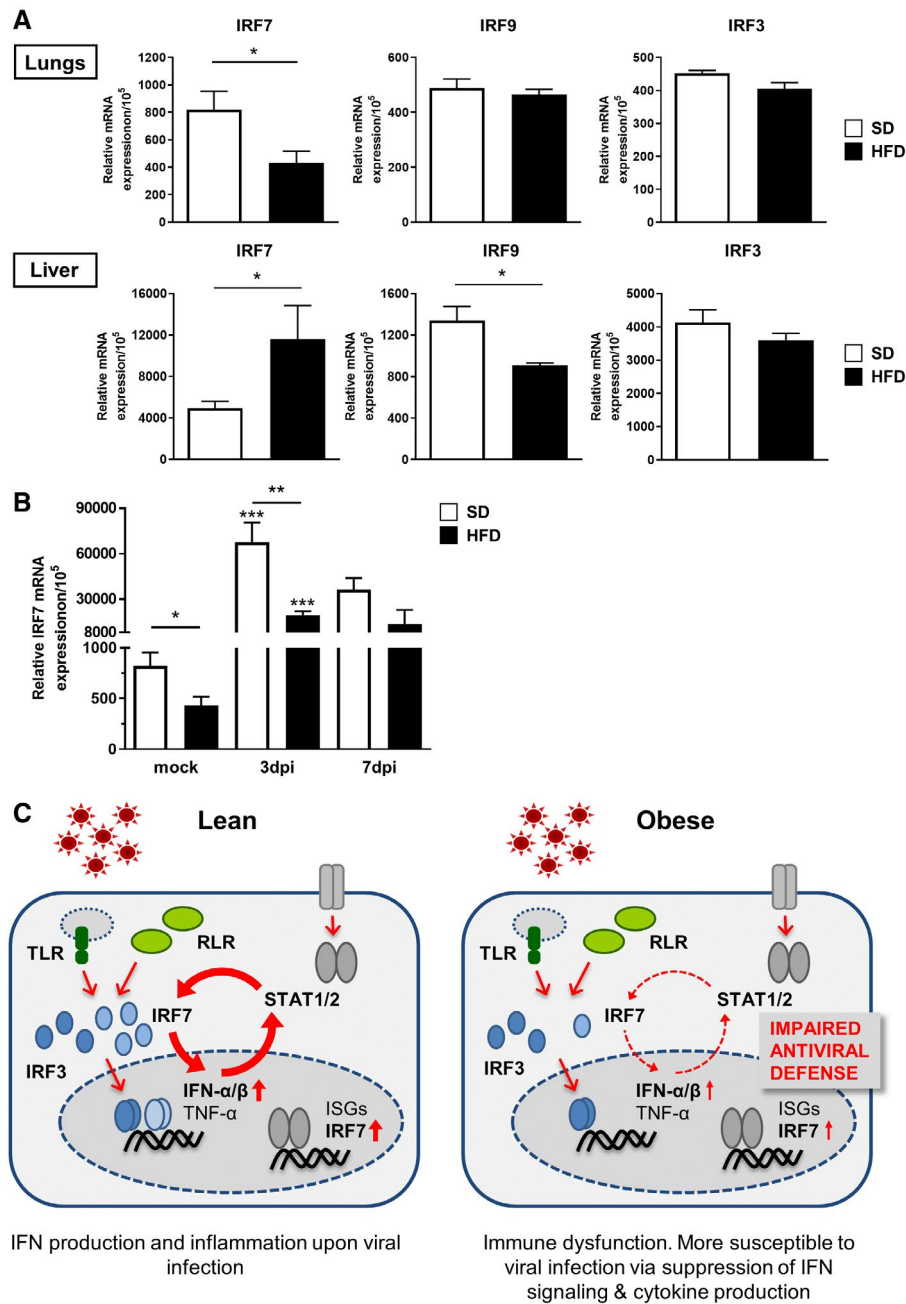 A
IRF7
IRF9
IRF3
Lungs
Relative mRNA
expressionon/10⁵
1200
1000
800
600
400
200
0
*
Relative mRNA
expression/10⁵
600
400
200
0
Relative mRNA
expression/10⁵
500
400
300
200
100
0
SD
HFD
IRF7
IRF9
IRF3
Liver
Relative mRNA
expression/10⁵
16000
12000
8000
4000
0
*
Relative mRNA
expression/10⁵
1600
1200
800
400
0
*
Relative mRNA
expression/10⁵
5000
4000
3000
2000
1000
0
SD
HFD
B
Relative IRF7 mRNA
expressionon/10⁵
90000
60000
30000
8000
1000
500
0
*
***
**
***
mock
3dpi
7dpi
SD
HFD
C
Lean
TLR
RLR
IRF7
STAT1/2
IRF3
IFN-α/β
TNF-α
ISGs
IRF7
IFN production and inflammation upon viral
infection
Obese
TLR
RLR
IRF7
STAT1/2
IRF3
IMPAIRED
ANTIVIRAL
DEFENSE
IFN-α/β
TNF-α
ISGs
IRF7
Immune dysfunction. More susceptible to
viral infection via suppression of IFN
signaling & cytokine production